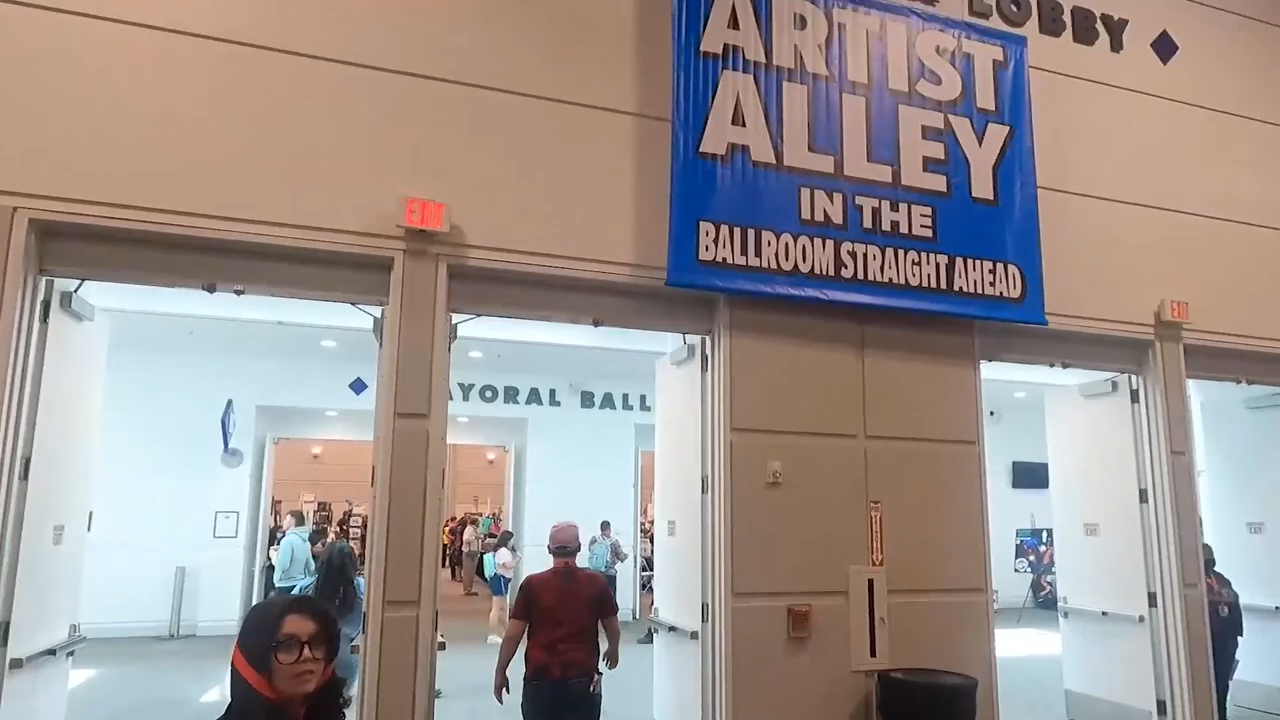 LOBBY
ARTIST
ALLEY
IN THE
BALLROOM STRAIGHT AHEAD
EXIT
EXIT
AYORAL BALL